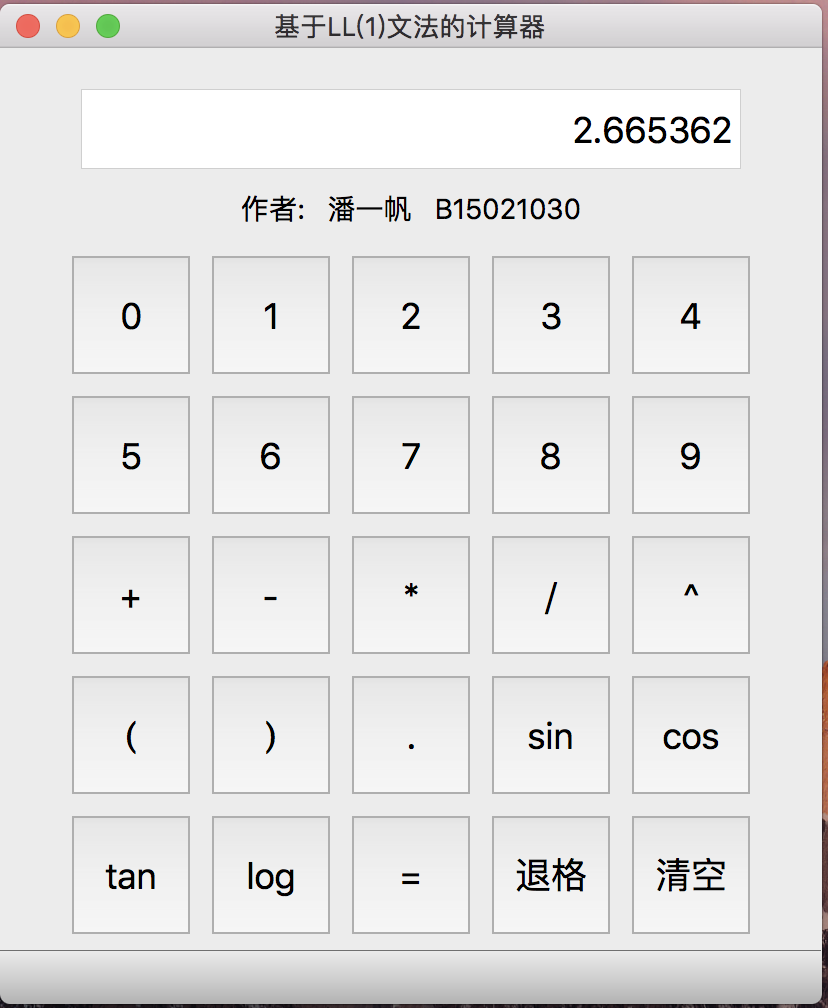 基于LL(1)文法的计算器
2.665362
作者: 潘一帆 B15021030
0 1 2 3 4
5 6 7 8 9
+ - * / ^
( ) . sin cos
tan log = 退格 清空